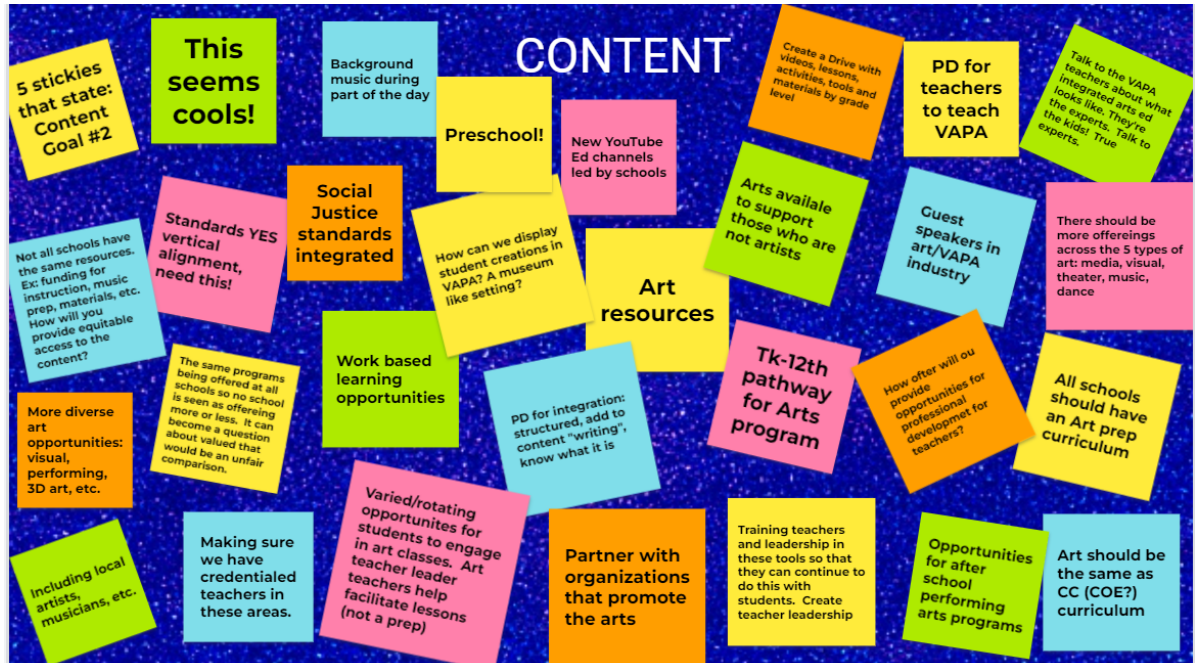 CONTENT
5 stickies
that state:
Content
Goal #2
This
seems
cools!
Background
music during
part of the day
Preschool!
New YouTube
Ed channels
led by schools
Create a Drive with
videos, lessons,
activities, tools and
materials by grade
level
PD for
teachers
to teach
VAPA
Talk to the VAPA
teachers about what
integrated arts ed
looks like. They're
the experts. Talk to
the kids! True
experts.
Not all schools have
the same resources.
Ex: funding for
instruction, music
prep, materials, etc.
How will you
provide equitable
access to the
content?
Standards YES
vertical
alignment,
need this!
Social
Justice
standards
integrated
How can we display
student creations in
VAPA? A museum
like setting?
Art
resources
Arts availale
to support
those who are
not artists
Guest
speakers in
art/VAPA
industry
There should be
more offereings
across the 5 types of
art: media, visual,
theater, music,
dance
More diverse
art
opportunities:
visual,
performing,
3D art, etc.
The same programs
being offered at all
schools so no school
is seen as offereing
more or less. It can
become a question
about valued that
would be an unfair
comparison.
Work based
learning
opportunities
PD for integration:
structured, add to
content "writing",
know what it is
Tk-12th
pathway
for Arts
program
How ofter will ou
provide
opportunities for
professional
developmet for
teachers?
All schools
should have
an Art prep
curriculum
Including local
artists,
musicians, etc.
Making sure
we have
credentialed
teachers in
these areas.
Varied/rotating
opportunites for
students to engage
in art classes. Art
teacher leader
teachers help
facilitate lessons
(not a prep)
Partner with
organizations
that promote
the arts
Training teachers
and leadership in
these tools so that
they can continue to
do this with
students. Create
teacher leadership
Opportunities
for after
school
performing
arts programs
Art should be
the same as
CC (COE?)
curriculum